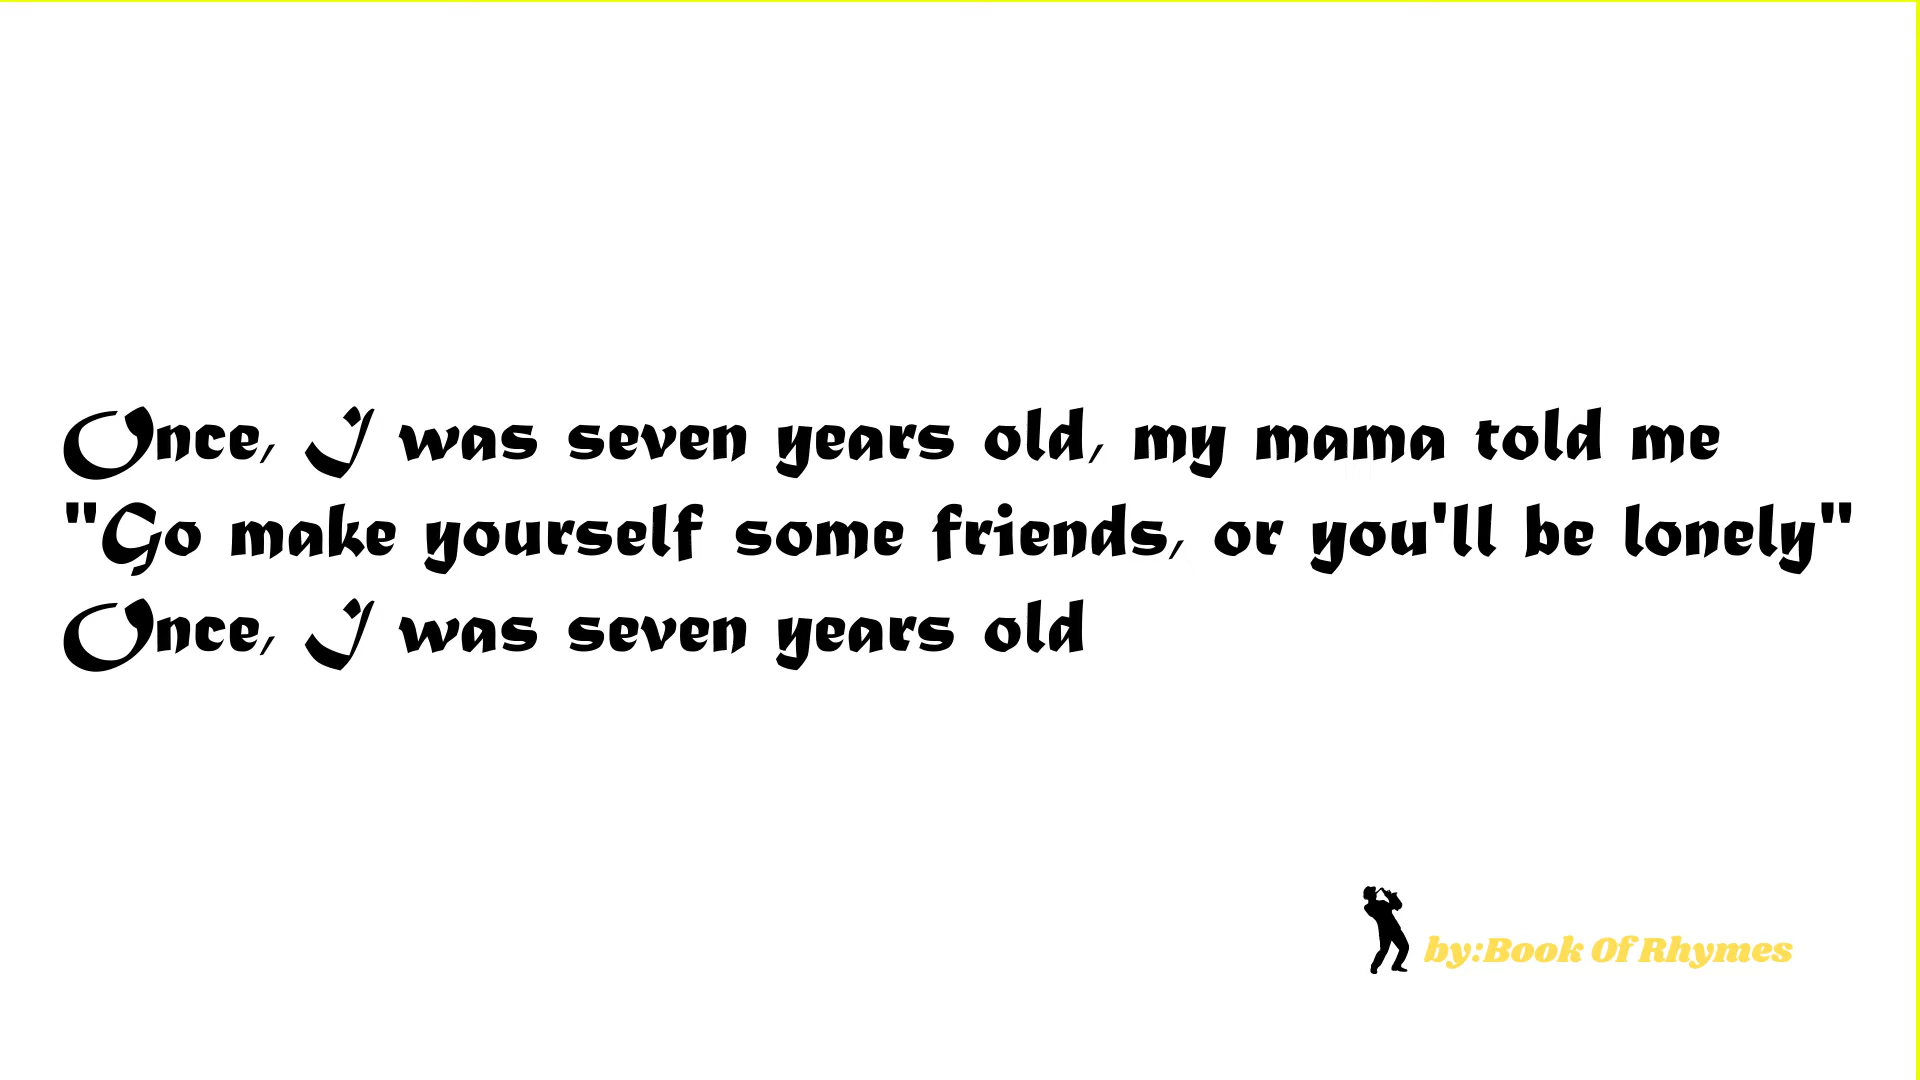 Once, I was seven years old, my mama told me
"Go make yourself some friends, or you'll be lonely"
Once, I was seven years old
by:Book Of Rhymes